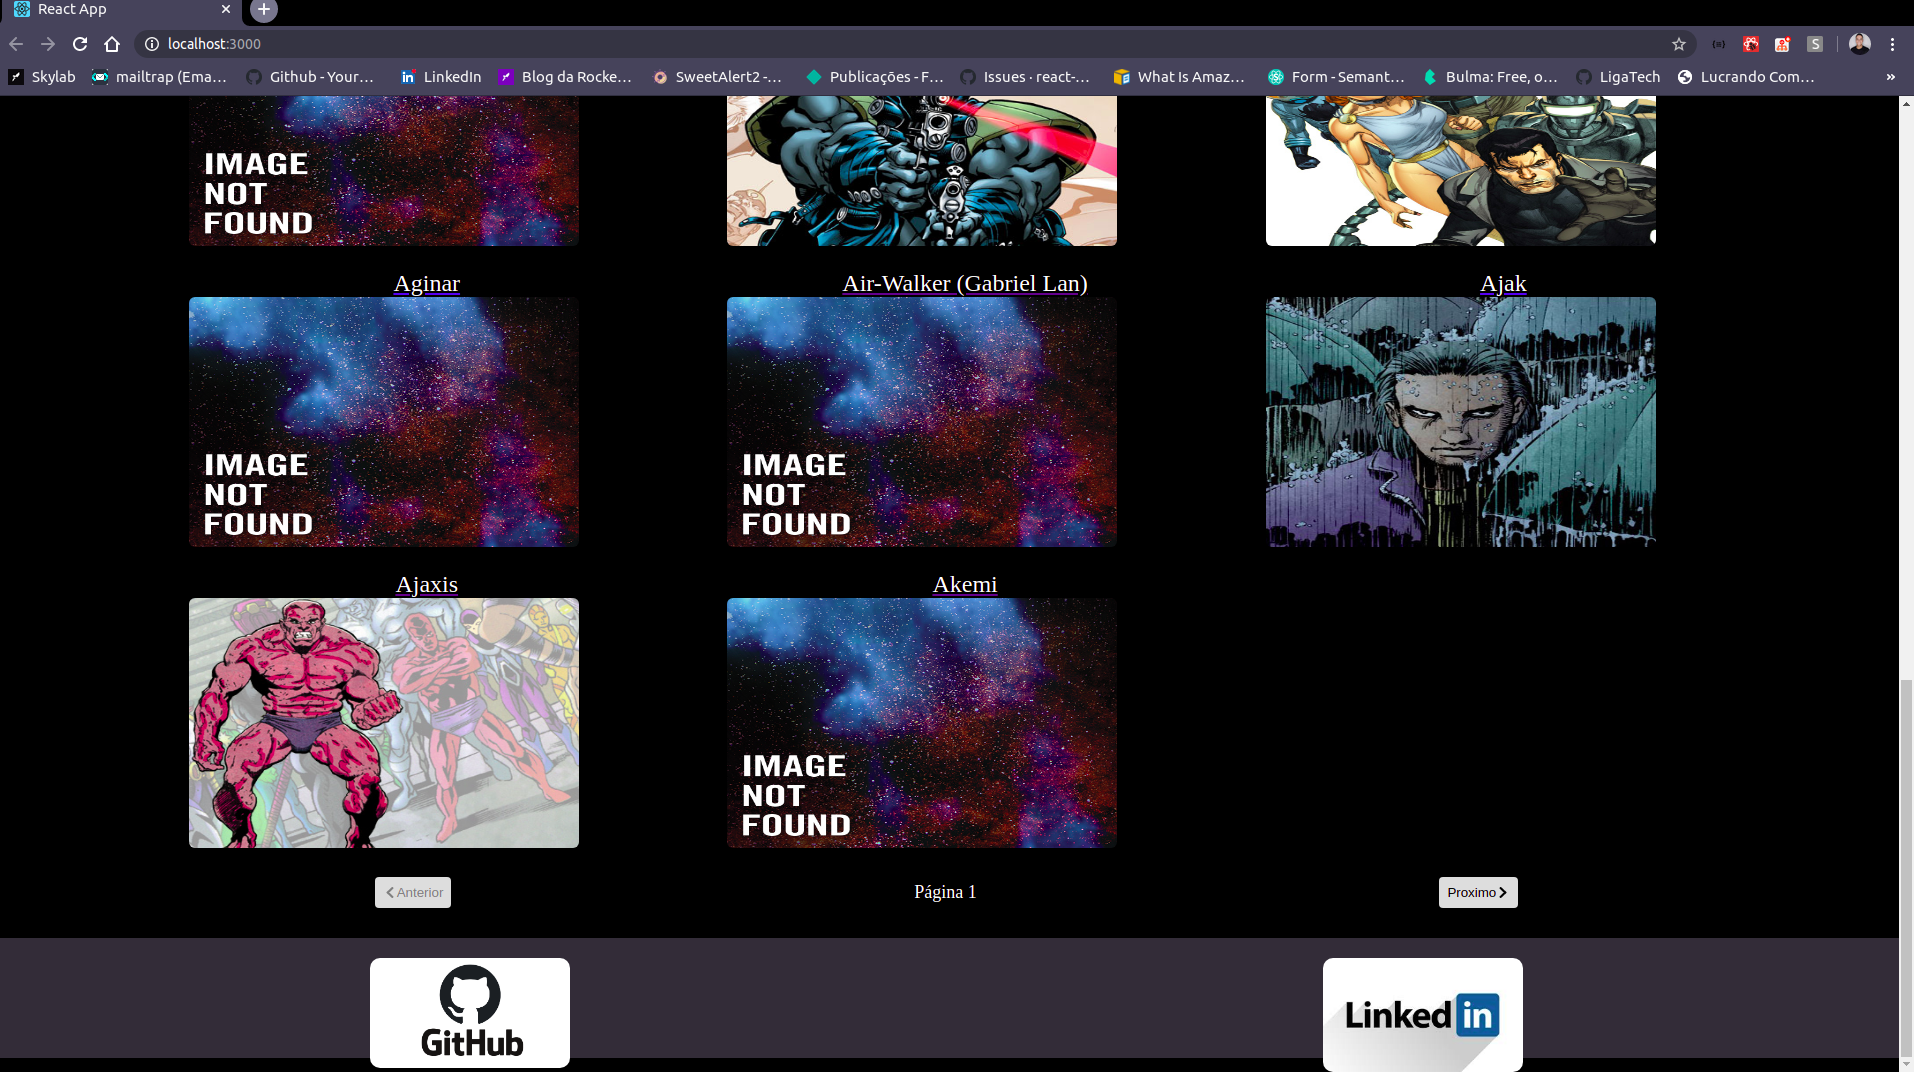 React App
localhost:3000
S
Skylab
mailtrap (Ema...
Github - Your...
LinkedIn
Blog da Rocke...
SweetAlert2 -...
Publicações - F...
Issues · react-...
What Is Amaz...
Form - Semant...
Bulma: Free, o...
LigaTech
Lucrando Com...
»
IMAGE
NOT
FOUND
Aginar
Air-Walker (Gabriel Lan)
Ajak
IMAGE
NOT
FOUND
IMAGE
NOT
FOUND
Ajaxis
Akemi
IMAGE
NOT
FOUND
Anterior
Página 1
Proximo
GitHub
Linked in